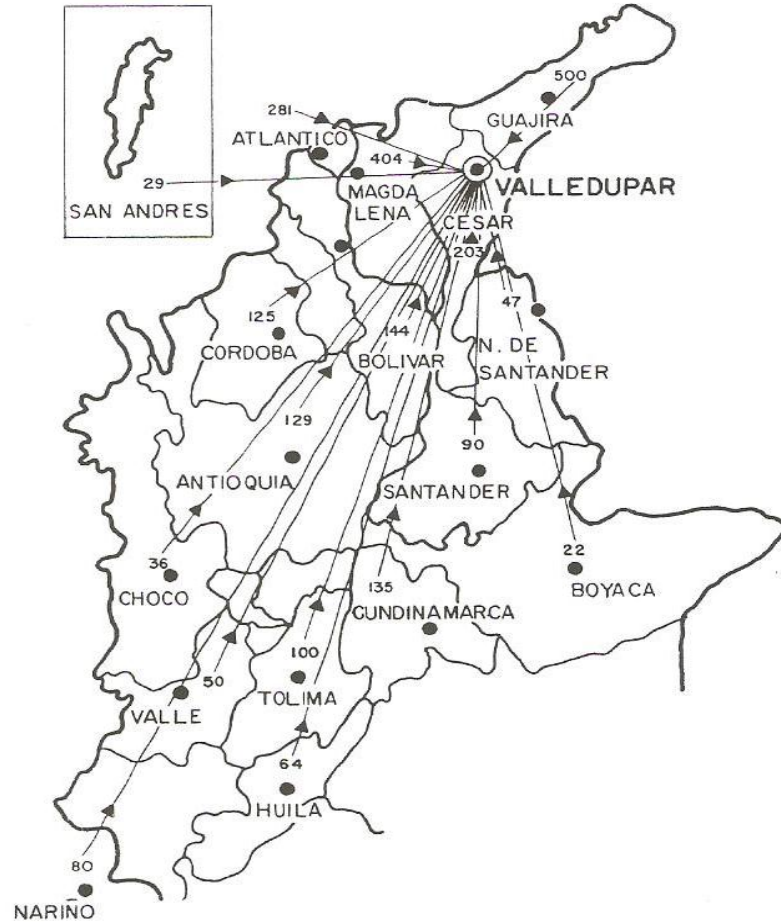 500
GUAJIRA
281
ATLANTICO
404
VALLEDUPAR
29
MAGDA
LENA
SAN ANDRES
CESAR
203
47
125
CORDOBA
144
BOLIVAR
N. DE
SANTANDER
129
ANTIOQUIA
90
SANTANDER
36
CHOCO
135
CUNDINAMARCA
22
BOYACA
50
VALLE
100
TOLIMA
64
HUILA
80
NARIÑO